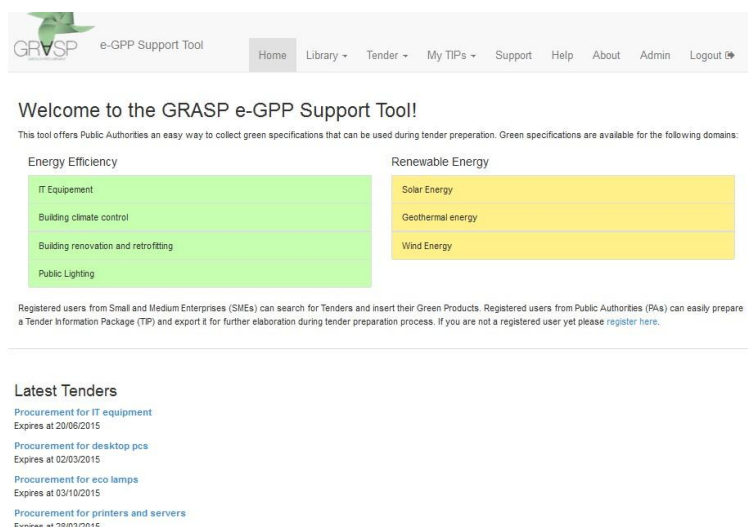 GRASP
e-GPP Support Tool
Home Library Tender My TIPs Support Help About Admin Logout
Welcome to the GRASP e-GPP Support Tool!
This tool offers Public Authorities an easy way to collect green specifications that can be used during tender preperation. Green specifications are available for the following domains:
Energy Efficiency
IT Equipement
Building climate control
Building renovation and retrofitting
Public Lighting
Renewable Energy
Solar Energy
Geothermal energy
Wind Energy
Registered users from Small and Medium Enterprises (SMEs) can search for Tenders and insert their Green Products. Registered users from Public Authorities (PAs) can easily prepare
a Tender Information Package (TIP) and export it for further elaboration during tender preparation process. If you are not a registered user yet please register here.
Latest Tenders
Procurement for IT equipment
Expires at 20/06/2015
Procurement for desktop pcs
Expires at 02/03/2015
Procurement for eco lamps
Expires at 03/10/2015
Procurement for printers and servers
Expires at 28/03/2015